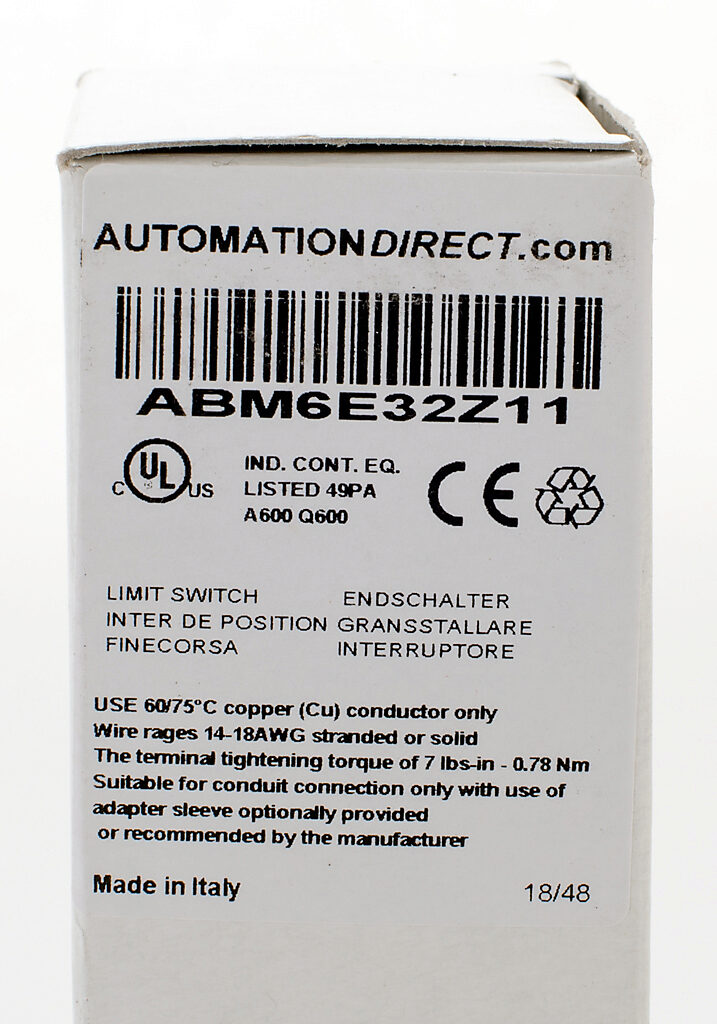 AUTOMATIONDIRECT.com
ABM6E32Z11
C UL US
IND. CONT. EQ.
LISTED 49PA
A600 Q600
CE
LIMIT SWITCH ENDSCHALTER
INTER DE POSITION GRANSSTALLARE
FINECORSA INTERRUPTORE
USE 60/75°C copper (Cu) conductor only
Wire rages 14-18AWG stranded or solid
The terminal tightening torque of 7 lbs-in - 0.78 Nm
Suitable for conduit connection only with use of
adapter sleeve optionally provided
or recommended by the manufacturer
Made in Italy 18/48